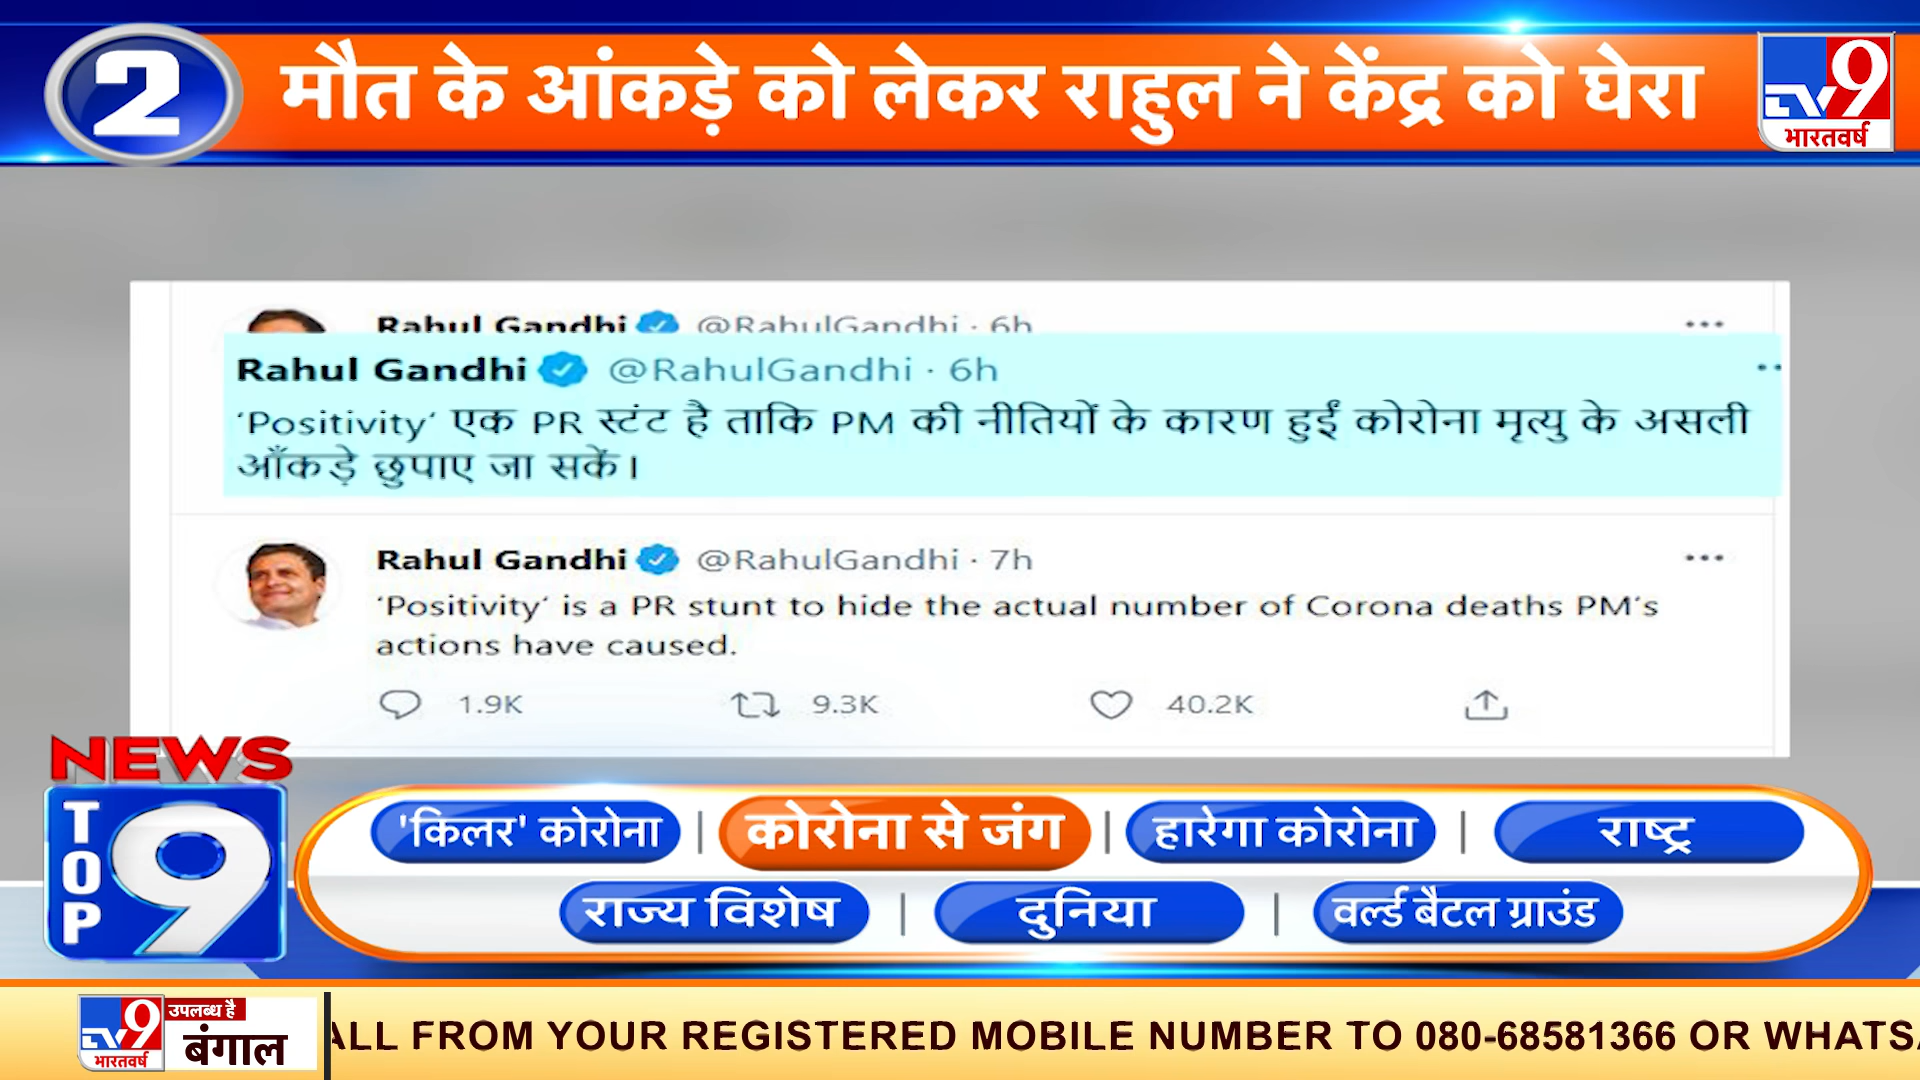 2
मौत के आंकड़े को लेकर राहुल ने केंद्र को घेरा
TV9
भारतवर्ष
Rahul Gandhi @RahulGandhi · 6h
Rahul Gandhi @RahulGandhi · 6h
‘Positivity’ एक PR स्टंट है ताकि PM की नीतियों के कारण हुईं कोरोना मृत्यु के असली
आँकड़े छुपाए जा सकें।
Rahul Gandhi @RahulGandhi · 7h
‘Positivity’ is a PR stunt to hide the actual number of Corona deaths PM’s
actions have caused.
1.9K 9.3K 40.2K
NEWS
TOP 9
'किलर' कोरोना | कोरोना से जंग | हारेगा कोरोना | राष्ट्र
राज्य विशेष | दुनिया | वर्ल्ड बैटल ग्राउंड
TV9 भारतवर्ष
उपलब्ध है
बंगाल
ALL FROM YOUR REGISTERED MOBILE NUMBER TO 080-68581366 OR WHATS